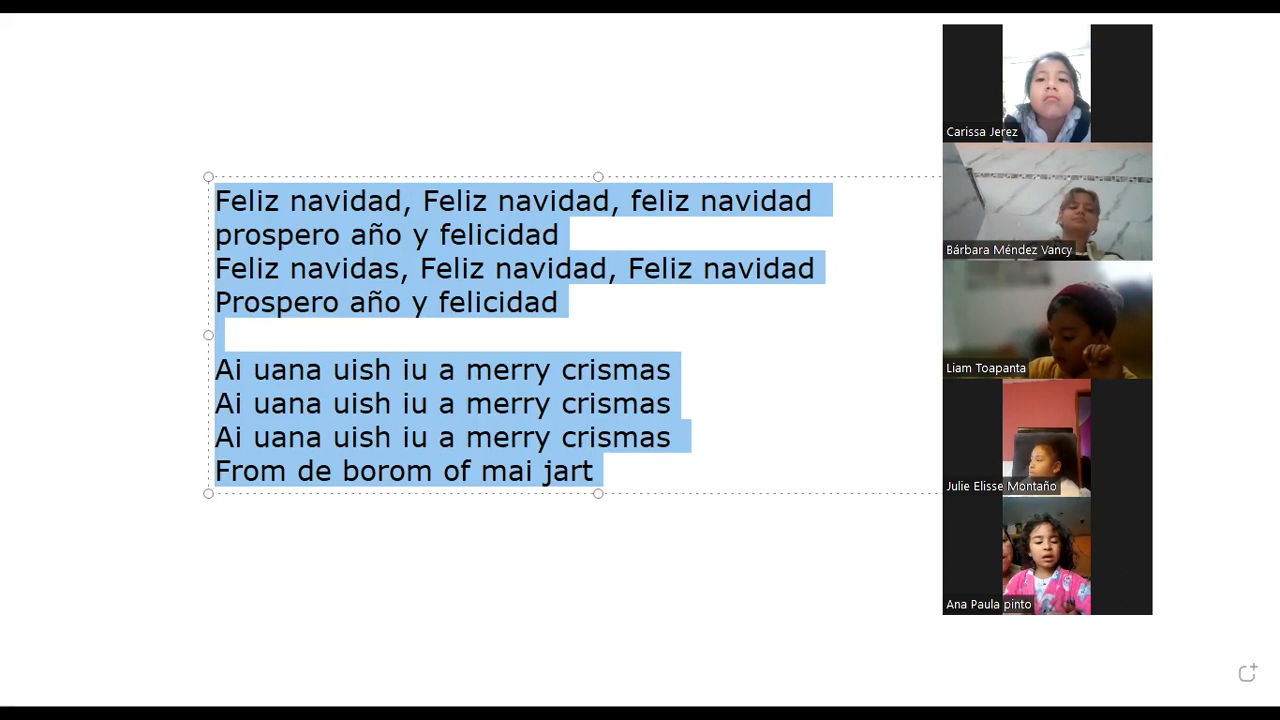 Feliz navidad, Feliz navidad, feliz navidad
prospero año y felicidad
Feliz navidas, Feliz navidad, Feliz navidad
Prospero año y felicidad
Ai uana uish iu a merry crismas
Ai uana uish iu a merry crismas
Ai uana uish iu a merry crismas
From de borom of mai jart
Carissa Jerez
Bárbara Méndez Vancy
Liam Toapanta
Julie Elisse Montaño
Ana Paula pinto